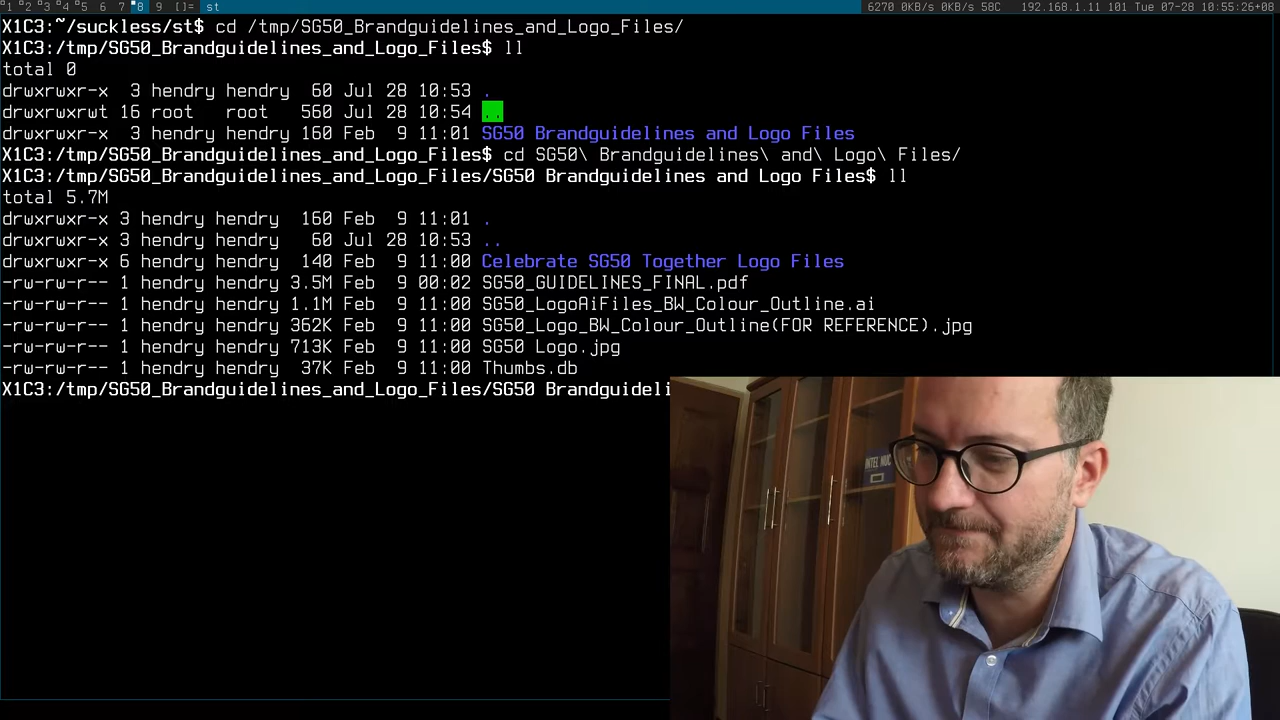 1 2 3 4 5 6 7 8 9 []= st 6270 0KB/s 0KB/s 58C 192.168.1.11 101 Tue 07-28 10:55:26+08
X1C3:~/suckless/st$ cd /tmp/SG50_Brandguidelines_and_Logo_Files/
X1C3:/tmp/SG50_Brandguidelines_and_Logo_Files$ ll
total 0
drwxrwxr-x 3 hendry hendry 60 Jul 28 10:53 .
drwxrwxrwt 16 root root 560 Jul 28 10:54 ..
drwxrwxr-x 3 hendry hendry 160 Feb 9 11:01 SG50 Brandguidelines and Logo Files
X1C3:/tmp/SG50_Brandguidelines_and_Logo_Files$ cd SG50\ Brandguidelines\ and\ Logo\ Files/
X1C3:/tmp/SG50_Brandguidelines_and_Logo_Files/SG50 Brandguidelines and Logo Files$ ll
total 5.7M
drwxrwxr-x 3 hendry hendry 160 Feb 9 11:01 .
drwxrwxr-x 3 hendry hendry 60 Jul 28 10:53 ..
drwxrwxr-x 6 hendry hendry 140 Feb 9 11:00 Celebrate SG50 Together Logo Files
-rw-rw-r-- 1 hendry hendry 3.5M Feb 9 00:02 SG50_GUIDELINES_FINAL.pdf
-rw-rw-r-- 1 hendry hendry 1.1M Feb 9 11:00 SG50_LogoAiFiles_BW_Colour_Outline.ai
-rw-rw-r-- 1 hendry hendry 362K Feb 9 11:00 SG50_Logo_BW_Colour_Outline(FOR REFERENCE).jpg
-rw-rw-r-- 1 hendry hendry 713K Feb 9 11:00 SG50 Logo.jpg
-rw-rw-r-- 1 hendry hendry 37K Feb 9 11:00 Thumbs.db
X1C3:/tmp/SG50_Brandguidelines_and_Logo_Files/SG50 Brandguideli
INTEL NUC